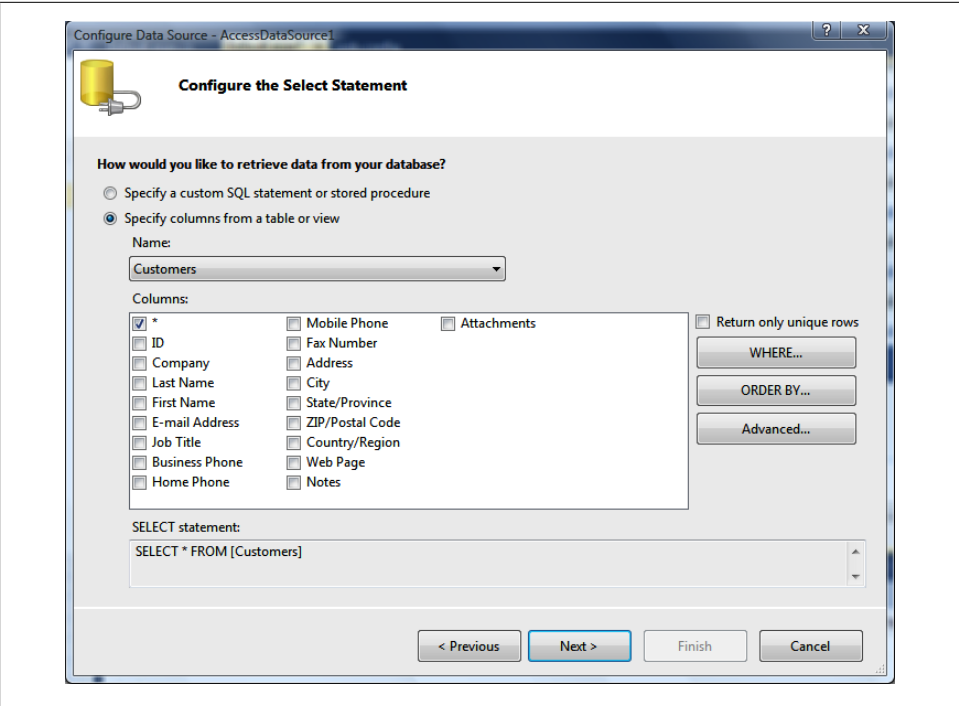 Configure Data Source - AccessDataSource1
Configure the Select Statement
How would you like to retrieve data from your database?
Specify a custom SQL statement or stored procedure
Specify columns from a table or view
Name:
Customers
Columns:
* Mobile Phone Attachments Return only unique rows
ID Fax Number
Company Address WHERE...
Last Name City
First Name State/Province ORDER BY...
E-mail Address ZIP/Postal Code
Job Title Country/Region Advanced...
Business Phone Web Page
Home Phone Notes
SELECT statement:
SELECT * FROM [Customers]
< Previous Next > Finish Cancel